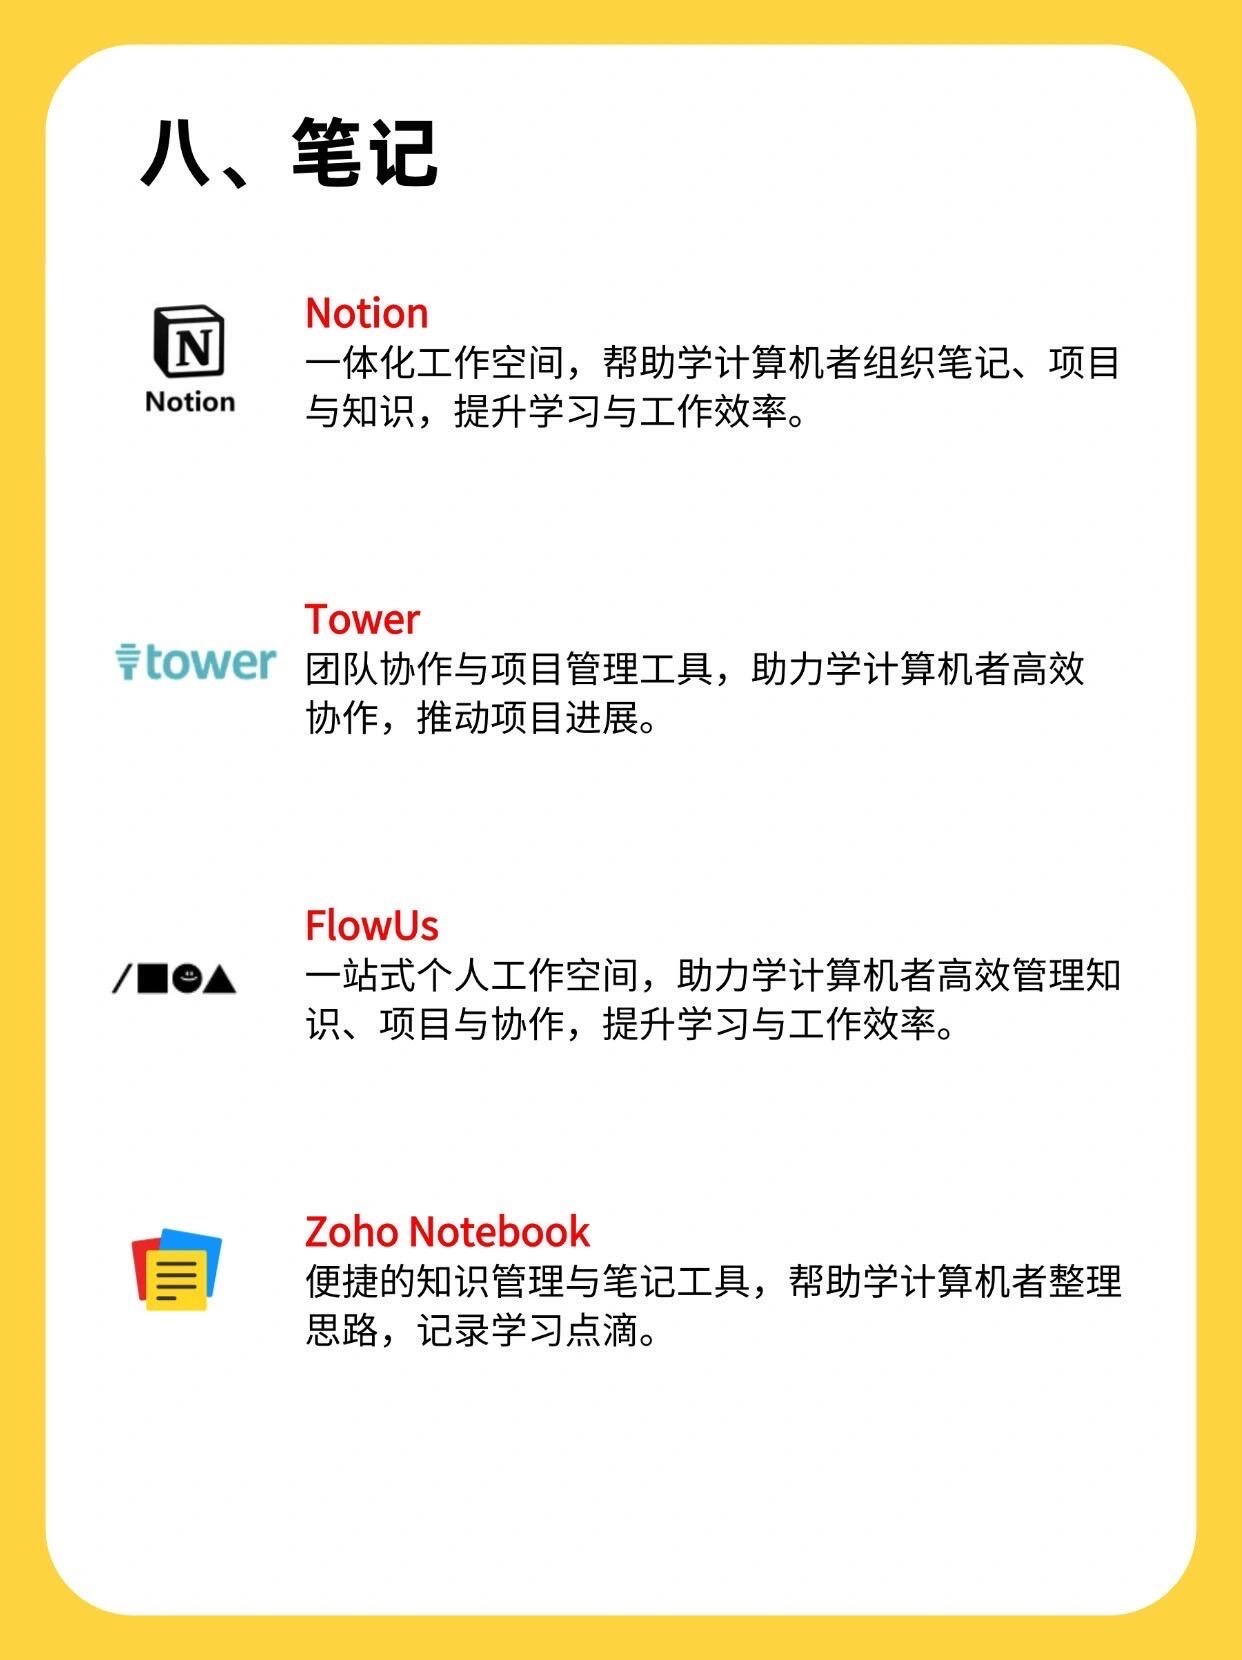 八、笔记
Notion
一体化工作空间，帮助学计算机者组织笔记、项目
与知识，提升学习与工作效率。
N
Notion
Tower
团队协作与项目管理工具，助力学计算机者高效
协作，推动项目进展。
tower
FlowUs
一站式个人工作空间，助力学计算机者高效管理知
识、项目与协作，提升学习与工作效率。
Zoho Notebook
便捷的知识管理与笔记工具，帮助学计算机者整理
思路，记录学习点滴。